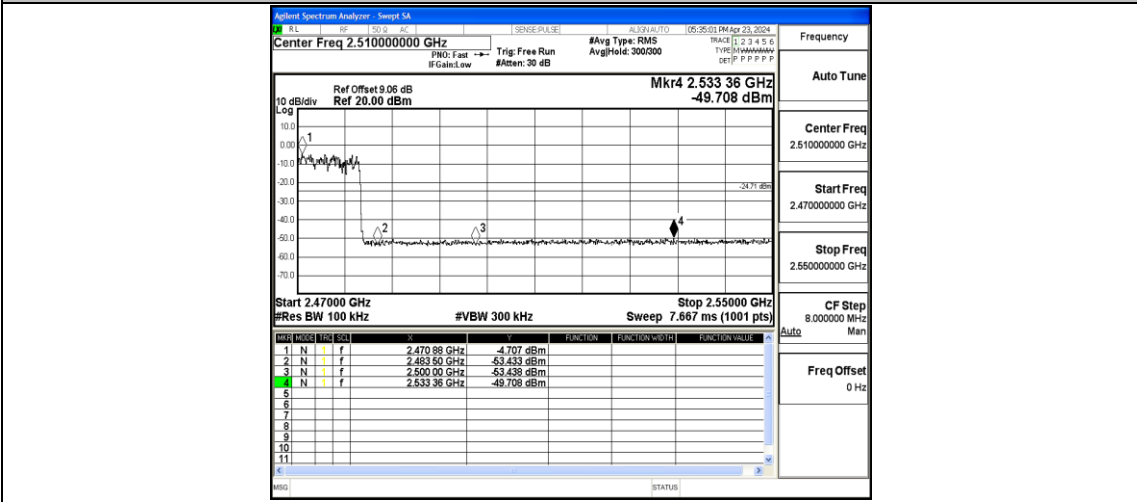 Agilent Spectrum Analyzer - Swept SA
RL RF 50 Ω AC SENSE:PULSE ALIGN AUTO 05:35:01 PM Apr 23, 2024
Center Freq 2.510000000 GHz
PNO: Fast
IFGain:Low
Trig: Free Run
#Atten: 30 dB
#Avg Type: RMS
Avg|Hold: 300/300
TRACE 1 2 3 4 5 6
TYPE MWWWWW
DET P P P P P P
Mkr4 2.533 36 GHz
-49.708 dBm
Ref Offset 9.06 dB
10 dB/div Ref 20.00 dBm
Log
10.0
0.00
-10.0
-20.0
-30.0
-40.0
-50.0
-60.0
-70.0
1
2
3
4
-24.71 dBm
Start 2.47000 GHz Stop 2.55000 GHz
#Res BW 100 kHz #VBW 300 kHz Sweep 7.667 ms (1001 pts)
MKR MODE TRC SCL X Y FUNCTION FUNCTION WIDTH FUNCTION VALUE
1 N 1 f 2.470 88 GHz -4.707 dBm
2 N 1 f 2.483 50 GHz -53.433 dBm
3 N 1 f 2.500 00 GHz -53.438 dBm
4 N 1 f 2.533 36 GHz -49.708 dBm
5
6
7
8
9
10
11
MSG STATUS
Frequency
Auto Tune
Center Freq
2.510000000 GHz
Start Freq
2.470000000 GHz
Stop Freq
2.550000000 GHz
CF Step
8.000000 MHz
Auto Man
Freq Offset
0 Hz